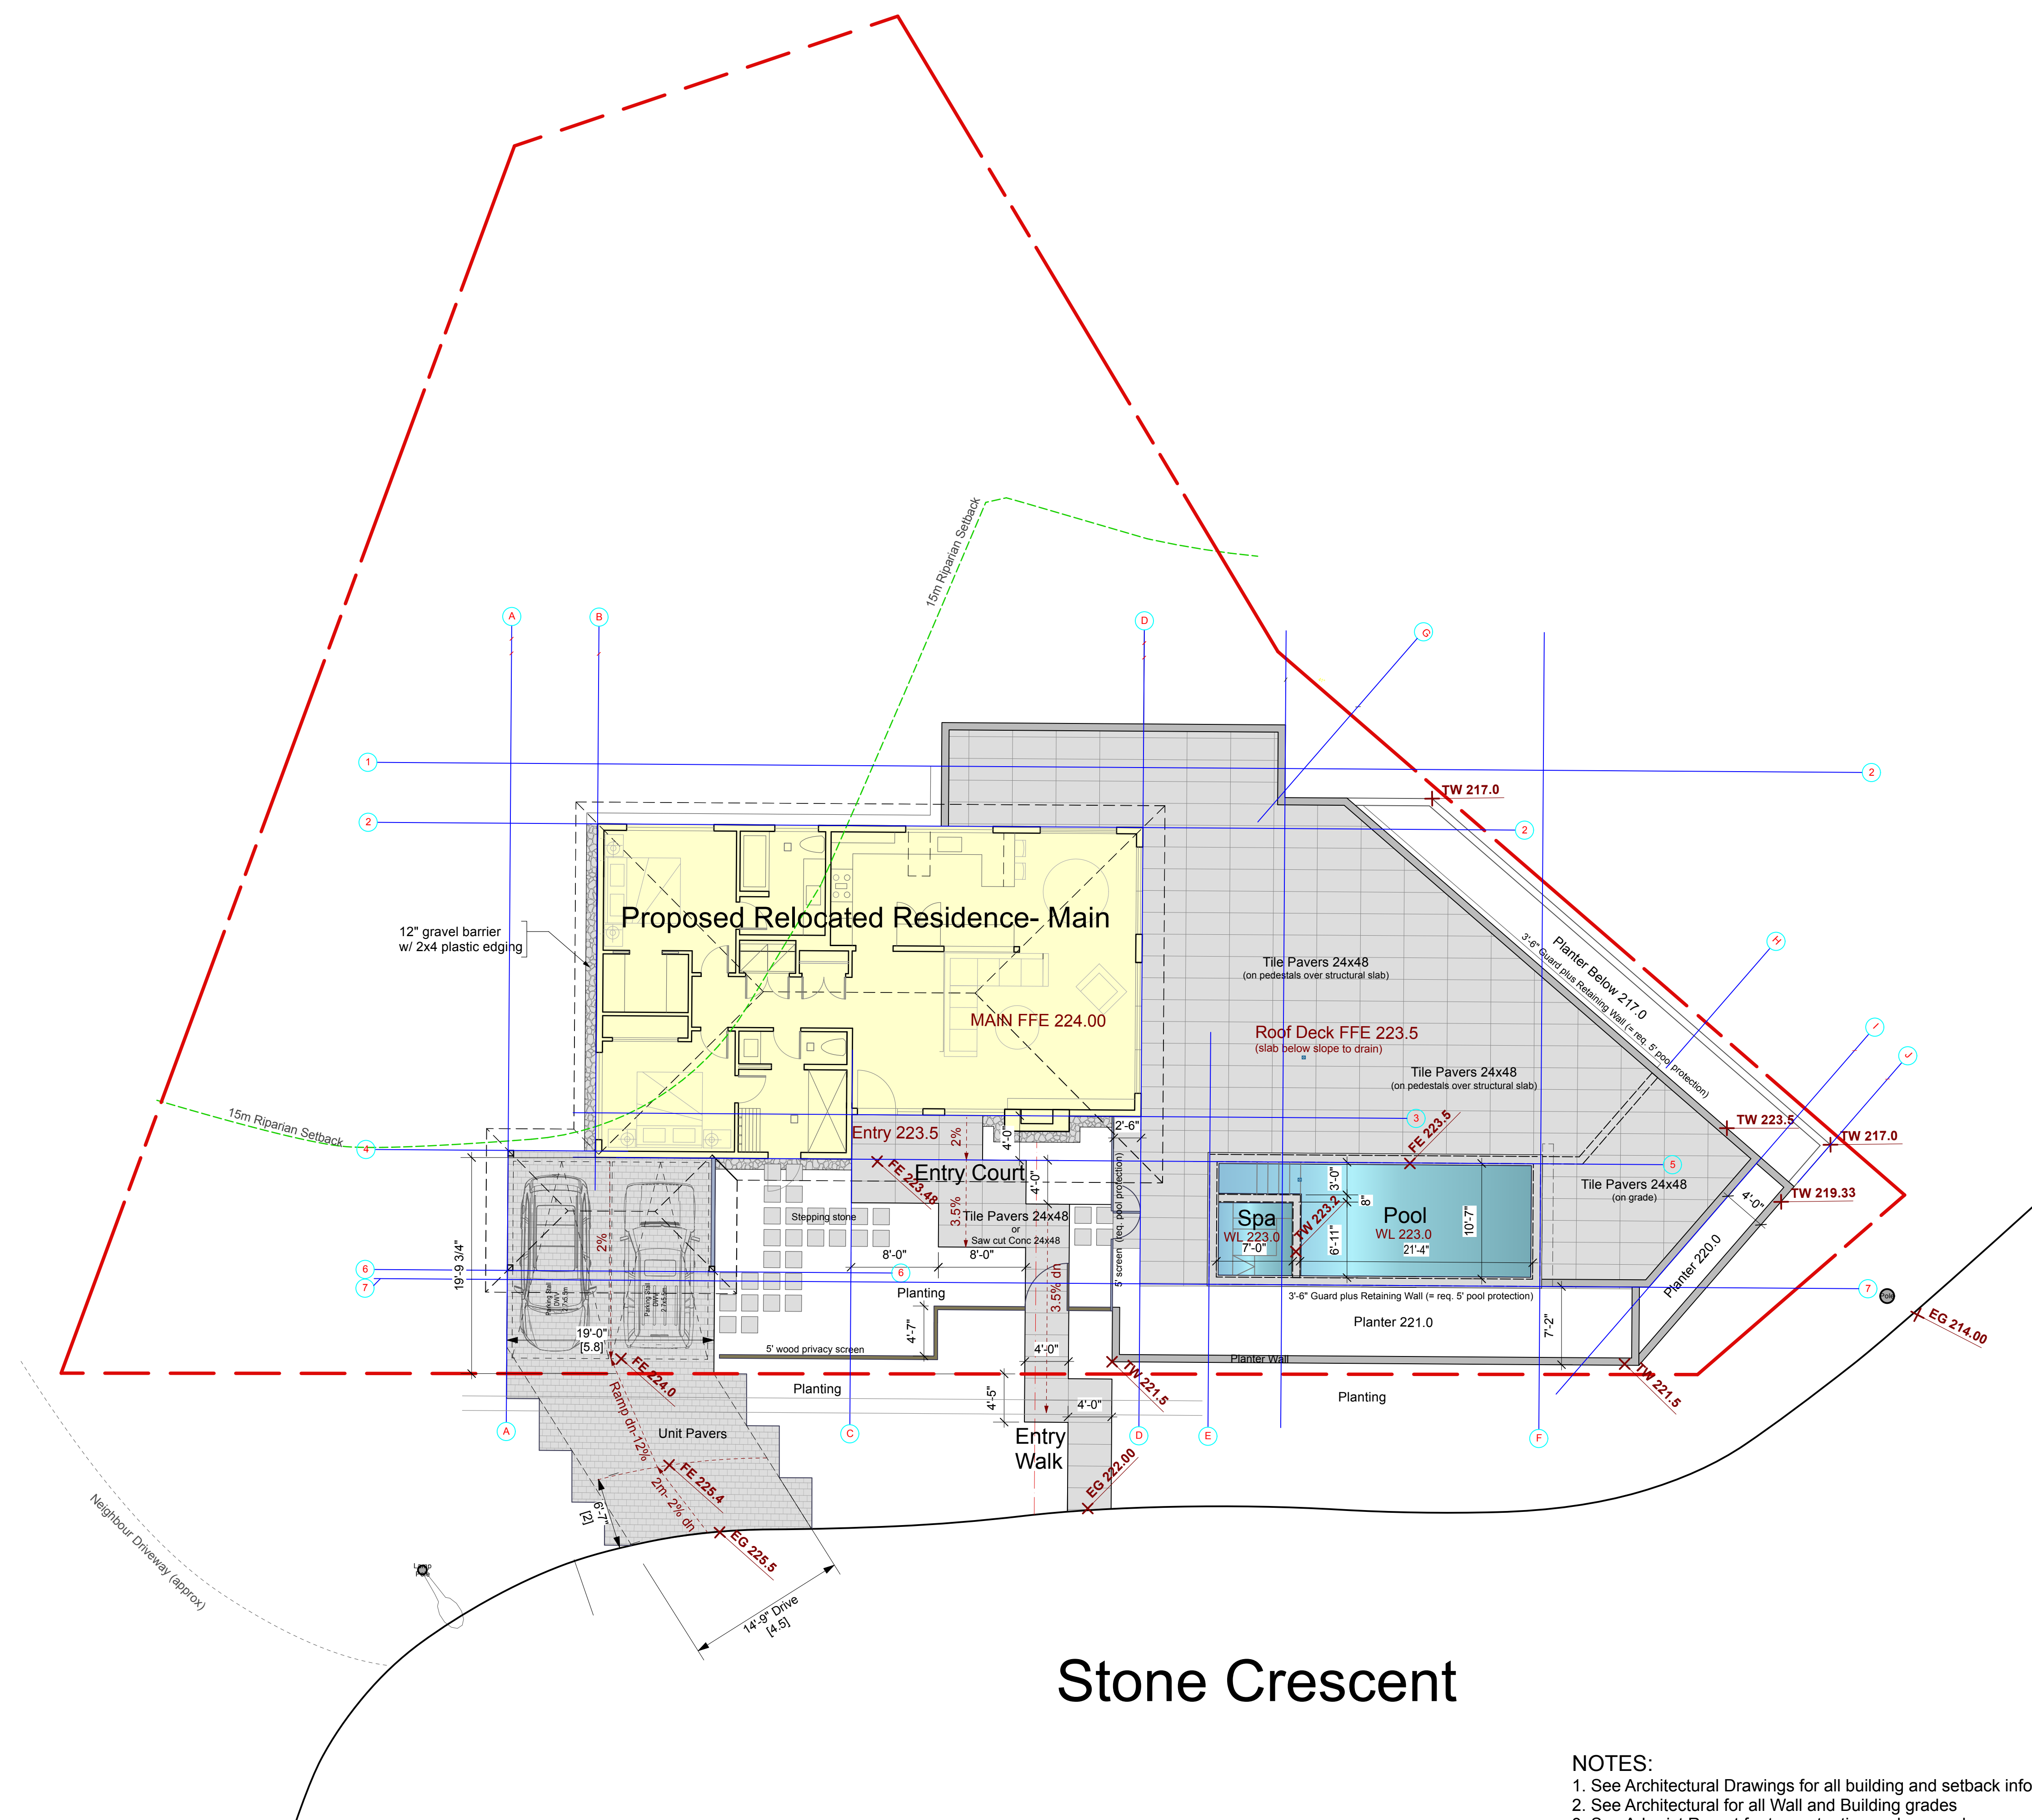 15m Riparian Setback
A
B
D
G
1
2
TW 217.0
2
2
Proposed Relocated Residence- Main
12" gravel barrier
w/ 2x4 plastic edging
H
Planter Below 217.0
3'-6" Guard plus Retaining Wall (= req. 5' pool protection)
Tile Pavers 24x48
(on pedestals over structural slab)
MAIN FFE 224.00
Roof Deck FFE 223.5
(slab below slope to drain)
I
J
Tile Pavers 24x48
(on pedestals over structural slab)
15m Riparian Setback
3
FE 223.5
TW 223.5
TW 217.0
4
Entry 223.5
2%
4'-0"
2'-6"
5
FE 223.48
Entry Court
4'-0"
5' screen (req. pool protection)
3'-0"
8"
Tile Pavers 24x48
(on grade)
TW 219.33
4'-0"
Stepping stone
3.5%
Tile Pavers 24x48
or
Saw cut Conc 24x48
Spa
WL 223.0
7'-0"
TW 223.2
6'-11"
Pool
WL 223.0
21'-4"
10'-7"
2%
19'-9 3/4"
8'-0"
8'-0"
6
6
7
7
3.5% dn
Parking Stall
DWY
2.7x5.5m
Parking Stall
DWY
2.7x5.5m
Planting
3'-6" Guard plus Retaining Wall (= req. 5' pool protection)
Planter 220.0
Pole
EG 214.00
19'-0"
[5.8]
4'-7"
Planter 221.0
7'-2"
5' wood privacy screen
4'-0"
Planter Wall
FE 224.0
TW 221.5
TW 221.5
Planting
4'-5"
4'-0"
Planting
Ramp dn-12%
Unit Pavers
A
C
D
E
F
Entry
Walk
FE 225.4
EG 222.00
2m- 2% dn
6'-7"
[2]
EG 225.5
Neighbour Driveway (approx)
14'-9" Drive
[4.5]
Stone Crescent
NOTES:
1. See Architectural Drawings for all building and setback info
2. See Architectural for all Wall and Building grades